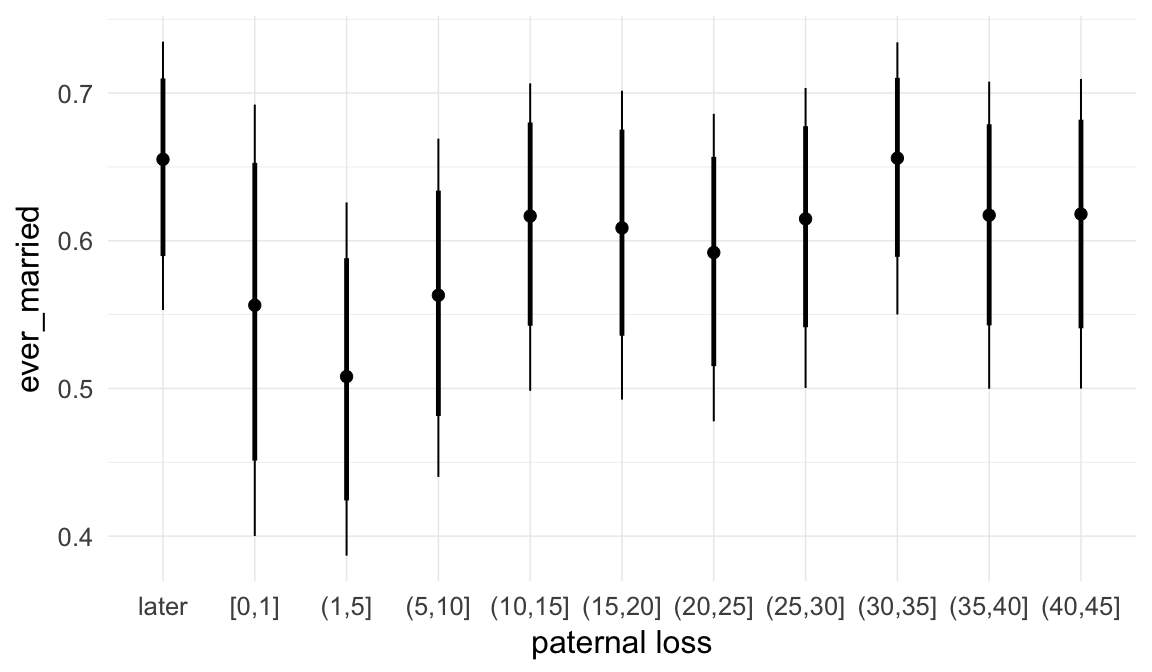 ever_married
0.7
0.6
0.5
0.4
later [0,1] (1,5] (5,10] (10,15] (15,20] (20,25] (25,30] (30,35] (35,40] (40,45]
paternal loss